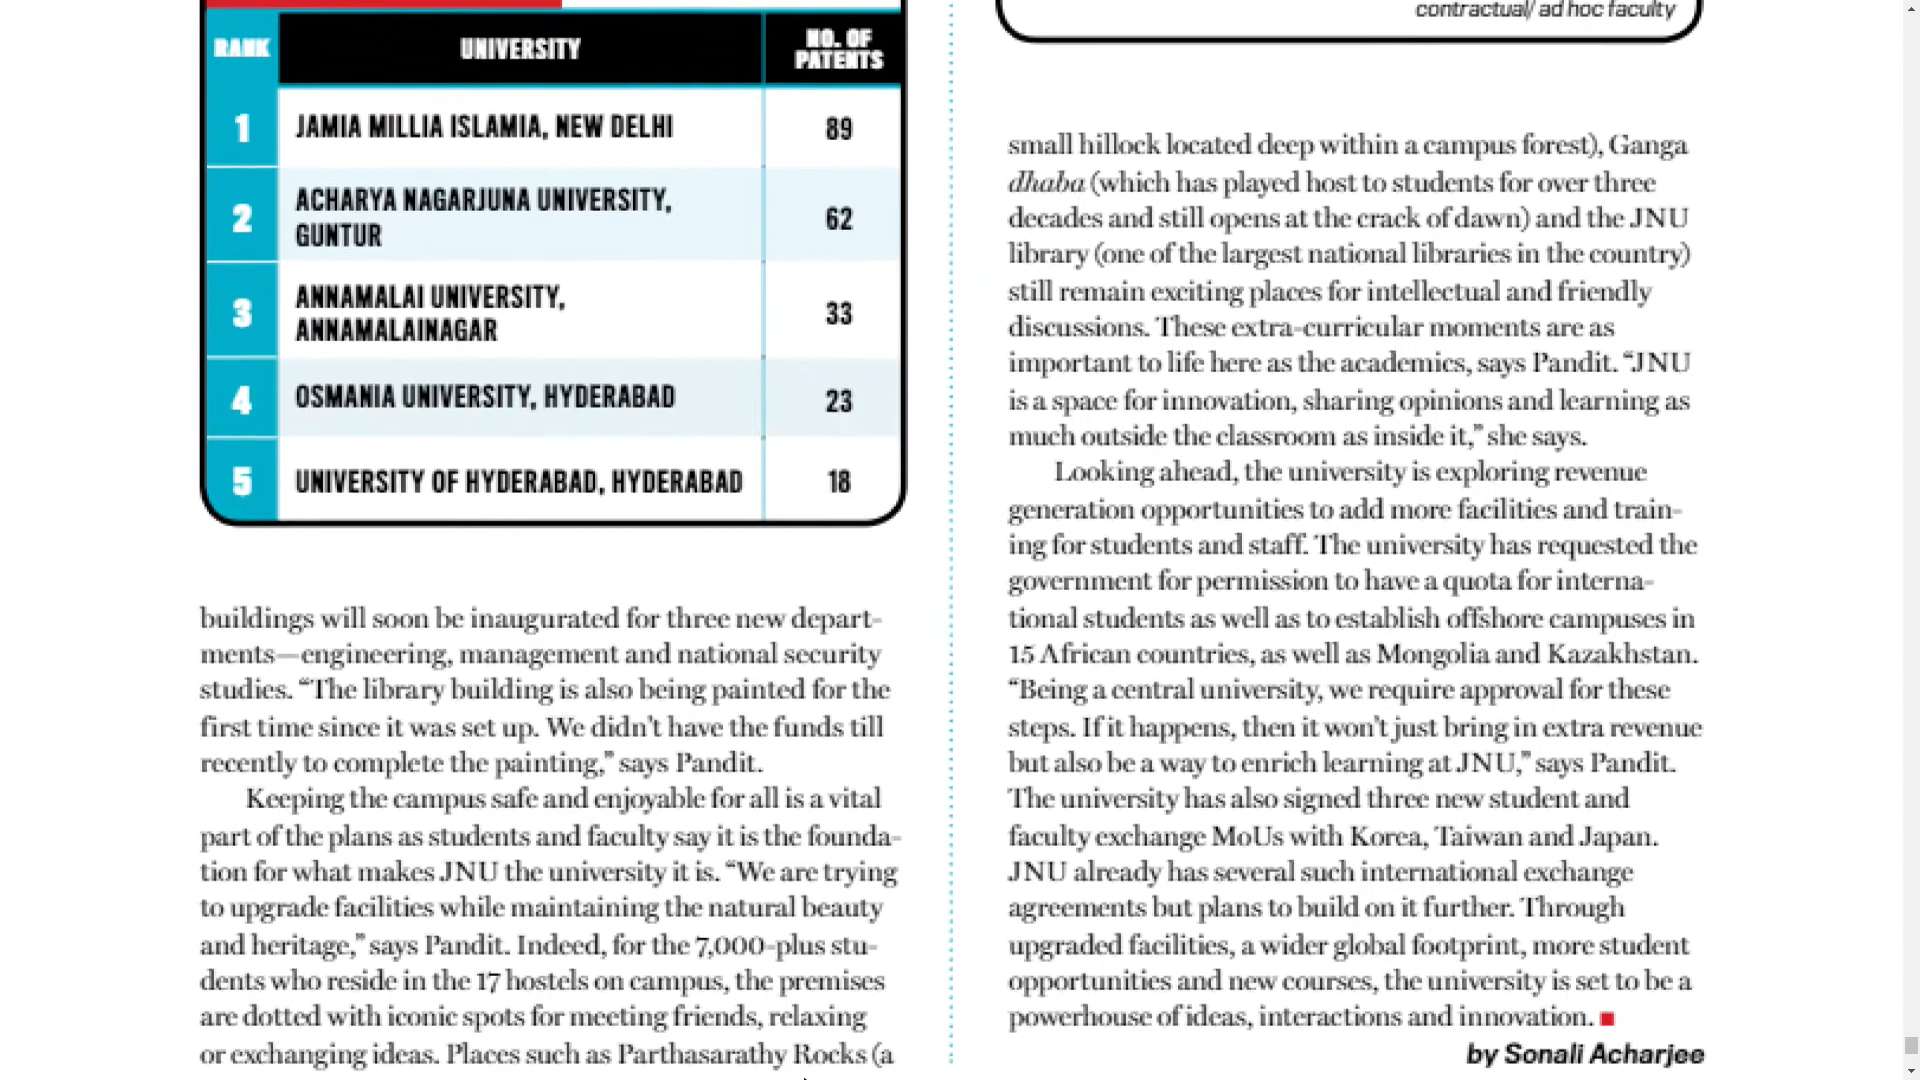 RANK UNIVERSITY NO. OF PATENTS
1 JAMIA MILLIA ISLAMIA, NEW DELHI 89
2 ACHARYA NAGARJUNA UNIVERSITY, GUNTUR 62
3 ANNAMALAI UNIVERSITY, ANNAMALAINAGAR 33
4 OSMANIA UNIVERSITY, HYDERABAD 23
5 UNIVERSITY OF HYDERABAD, HYDERABAD 18
buildings will soon be inaugurated for three new depart-
ments—engineering, management and national security
studies. “The library building is also being painted for the
first time since it was set up. We didn’t have the funds till
recently to complete the painting,” says Pandit.
Keeping the campus safe and enjoyable for all is a vital
part of the plans as students and faculty say it is the founda-
tion for what makes JNU the university it is. “We are trying
to upgrade facilities while maintaining the natural beauty
and heritage,” says Pandit. Indeed, for the 7,000-plus stu-
dents who reside in the 17 hostels on campus, the premises
are dotted with iconic spots for meeting friends, relaxing
or exchanging ideas. Places such as Parthasarathy Rocks (a
contractual/ ad hoc faculty
small hillock located deep within a campus forest), Ganga
dhaba (which has played host to students for over three
decades and still opens at the crack of dawn) and the JNU
library (one of the largest national libraries in the country)
still remain exciting places for intellectual and friendly
discussions. These extra-curricular moments are as
important to life here as the academics, says Pandit. “JNU
is a space for innovation, sharing opinions and learning as
much outside the classroom as inside it,” she says.
Looking ahead, the university is exploring revenue
generation opportunities to add more facilities and train-
ing for students and staff. The university has requested the
government for permission to have a quota for interna-
tional students as well as to establish offshore campuses in
15 African countries, as well as Mongolia and Kazakhstan.
“Being a central university, we require approval for these
steps. If it happens, then it won’t just bring in extra revenue
but also be a way to enrich learning at JNU,” says Pandit.
The university has also signed three new student and
faculty exchange MoUs with Korea, Taiwan and Japan.
JNU already has several such international exchange
agreements but plans to build on it further. Through
upgraded facilities, a wider global footprint, more student
opportunities and new courses, the university is set to be a
powerhouse of ideas, interactions and innovation.
by Sonali Acharjee